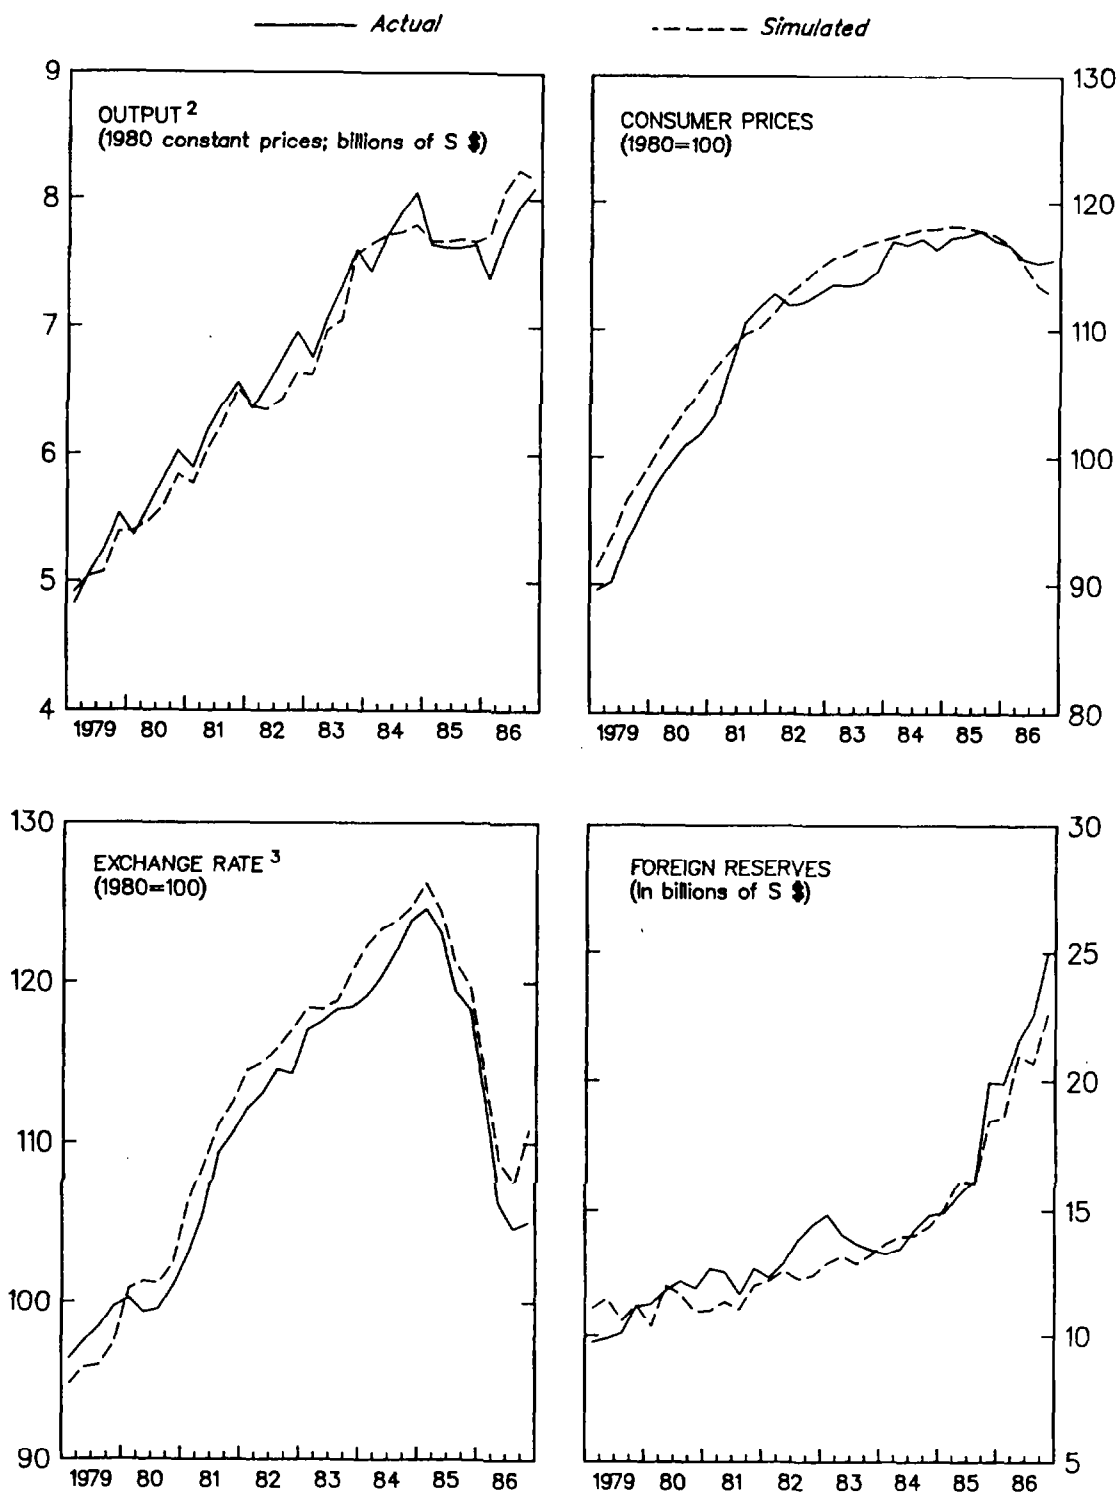 Actual Simulated
OUTPUT 2
(1980 constant prices; billions of S $)
9
8
7
6
5
4
1979 80 81 82 83 84 85 86
CONSUMER PRICES
(1980=100)
130
120
110
100
90
80
1979 80 81 82 83 84 85 86
EXCHANGE RATE 3
(1980=100)
130
120
110
100
90
1979 80 81 82 83 84 85 86
FOREIGN RESERVES
(In billions of S $)
30
25
20
15
10
5
1979 80 81 82 83 84 85 86